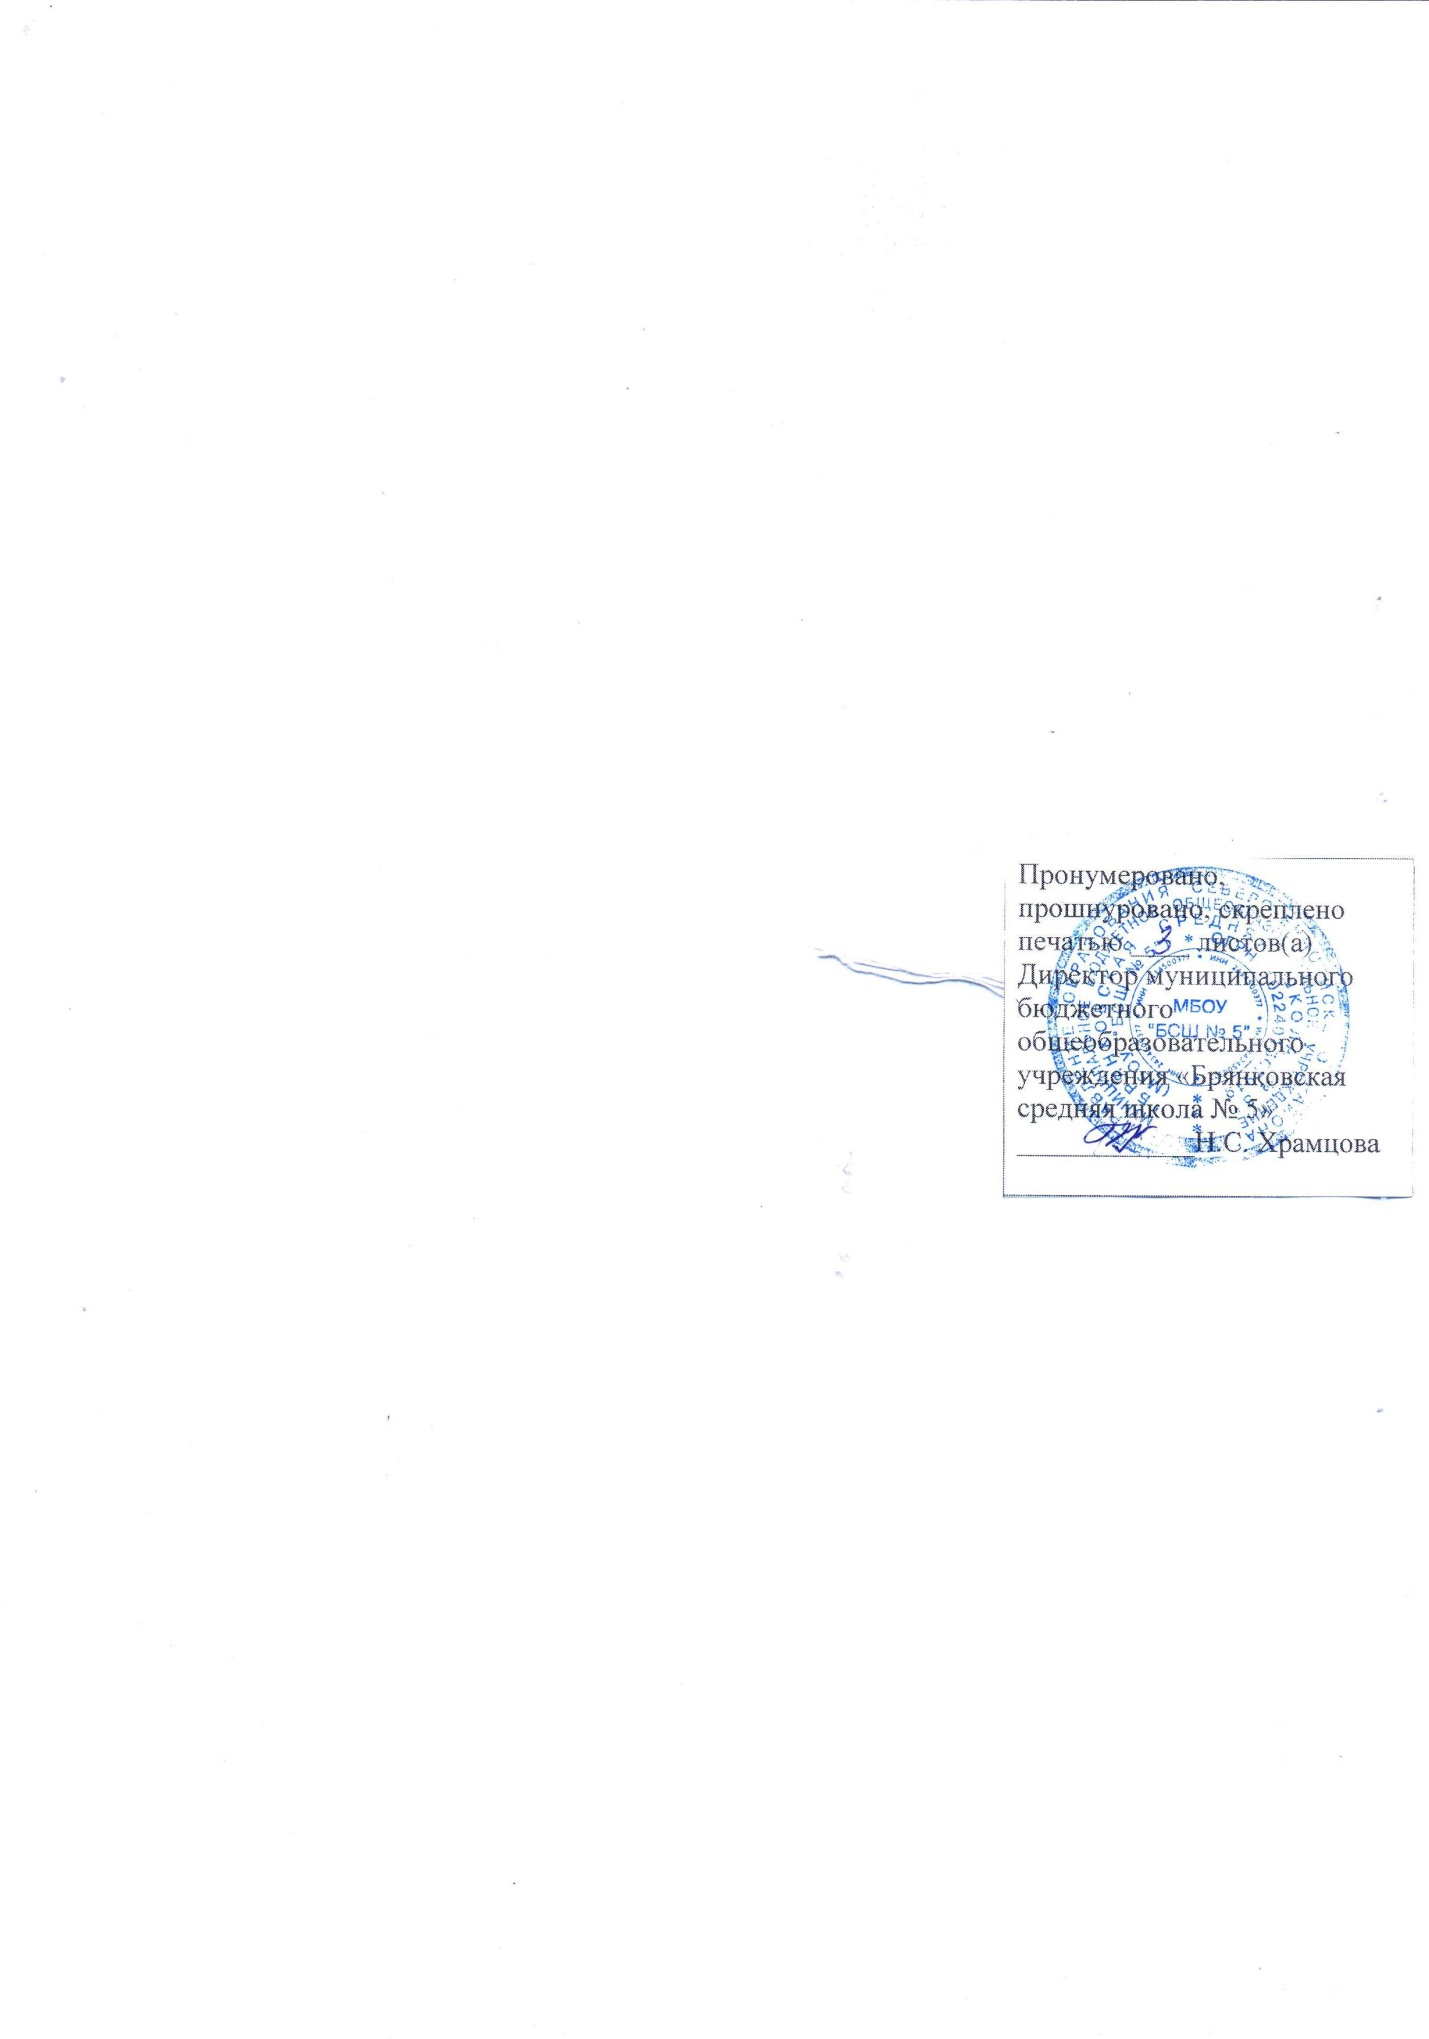 Пронумеровано,
прошнуровано, скреплено
печатью 3 листов(а)
Директор муниципального
бюджетного
общеобразовательного
учреждения «Брянковская
средняя школа № 5»
Н.С. Храмцова
МБОУ
"БСШ № 5"